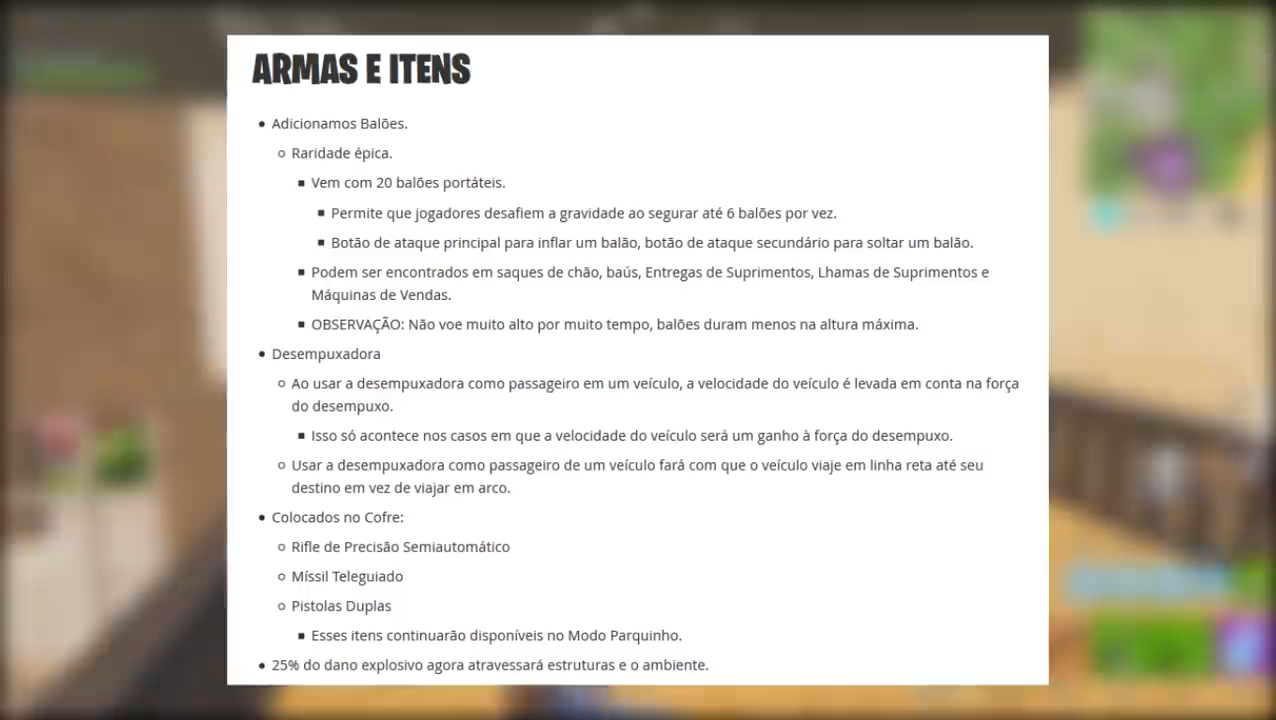 ARMAS E ITENS
Adicionamos Balões.
Raridade épica.
Vem com 20 balões portáteis.
Permite que jogadores desafiem a gravidade ao segurar até 6 balões por vez.
Botão de ataque principal para inflar um balão, botão de ataque secundário para soltar um balão.
Podem ser encontrados em saques de chão, baús, Entregas de Suprimentos, Lhamas de Suprimentos e
Máquinas de Vendas.
OBSERVAÇÃO: Não voe muito alto por muito tempo, balões duram menos na altura máxima.
Desempuxadora
Ao usar a desempuxadora como passageiro em um veículo, a velocidade do veículo é levada em conta na força
do desempuxo.
Isso só acontece nos casos em que a velocidade do veículo será um ganho à força do desempuxo.
Usar a desempuxadora como passageiro de um veículo fará com que o veículo viaje em linha reta até seu
destino em vez de viajar em arco.
Colocados no Cofre:
Rifle de Precisão Semiautomático
Míssil Teleguiado
Pistolas Duplas
Esses itens continuarão disponíveis no Modo Parquinho.
25% do dano explosivo agora atravessará estruturas e o ambiente.